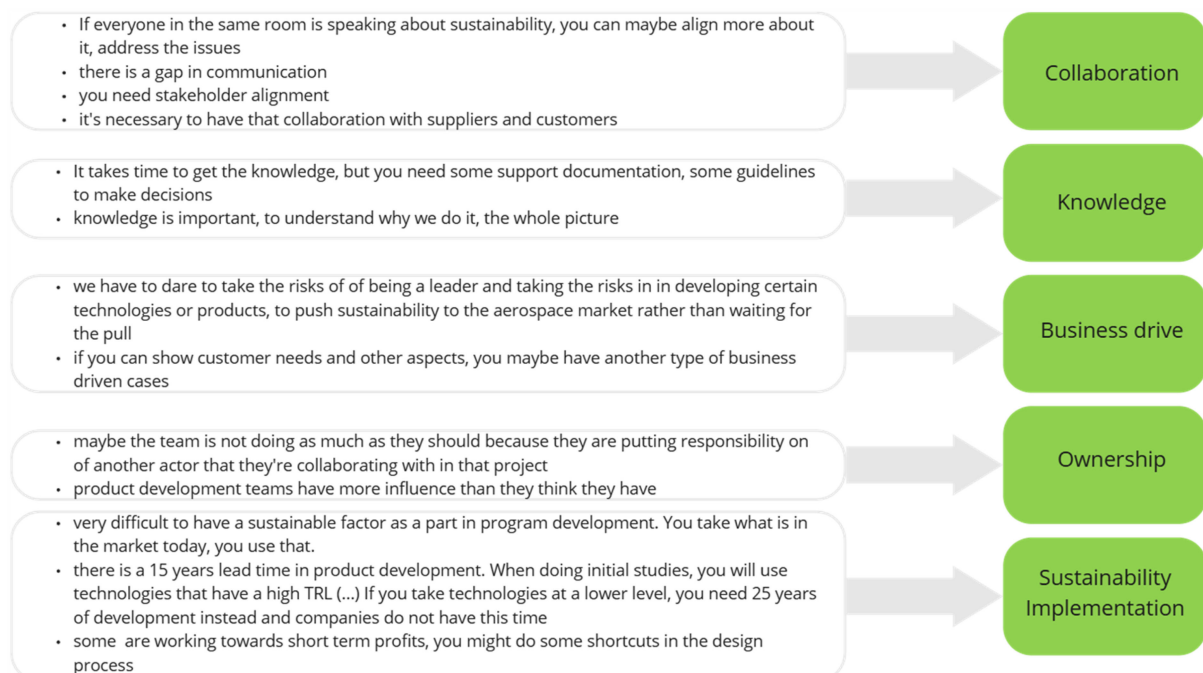 • If everyone in the same room is speaking about sustainability, you can maybe align more about
it, address the issues
• there is a gap in communication
• you need stakeholder alignment
• it's necessary to have that collaboration with suppliers and customers
Collaboration
• It takes time to get the knowledge, but you need some support documentation, some guidelines
to make decisions
• knowledge is important, to understand why we do it, the whole picture
Knowledge
• we have to dare to take the risks of of being a leader and taking the risks in in developing certain
technologies or products, to push sustainability to the aerospace market rather than waiting for
the pull
• if you can show customer needs and other aspects, you maybe have another type of business
driven cases
Business drive
• maybe the team is not doing as much as they should because they are putting responsibility on
of another actor that they're collaborating with in that project
• product development teams have more influence than they think they have
Ownership
• very difficult to have a sustainable factor as a part in program development. You take what is in
the market today, you use that.
• there is a 15 years lead time in product development. When doing initial studies, you will use
technologies that have a high TRL (...) If you take technologies at a lower level, you need 25 years
of development instead and companies do not have this time
• some are working towards short term profits, you might do some shortcuts in the design
process
Sustainability
Implementation